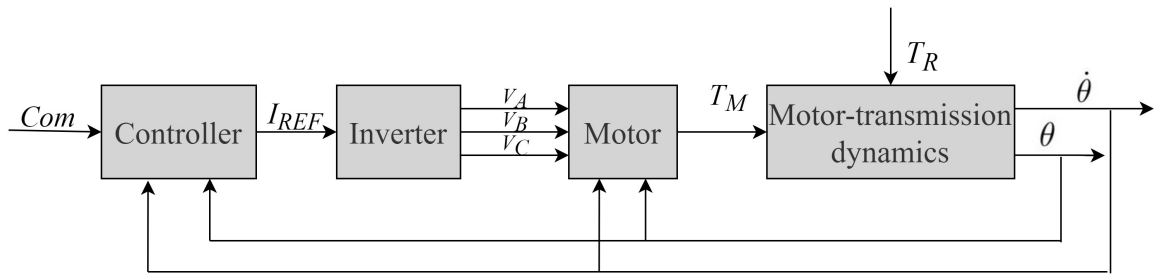 Com
Controller
I_REF
Inverter
V_A
V_B
V_C
Motor
T_M
T_R
Motor-transmission
dynamics
θ̇
θ